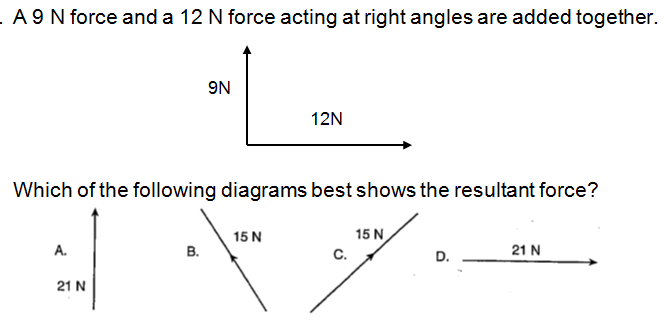 . A 9 N force and a 12 N force acting at right angles are added together.
9N
12N
Which of the following diagrams best shows the resultant force?
A.
21 N
B.
15 N
C.
15 N
D.
21 N